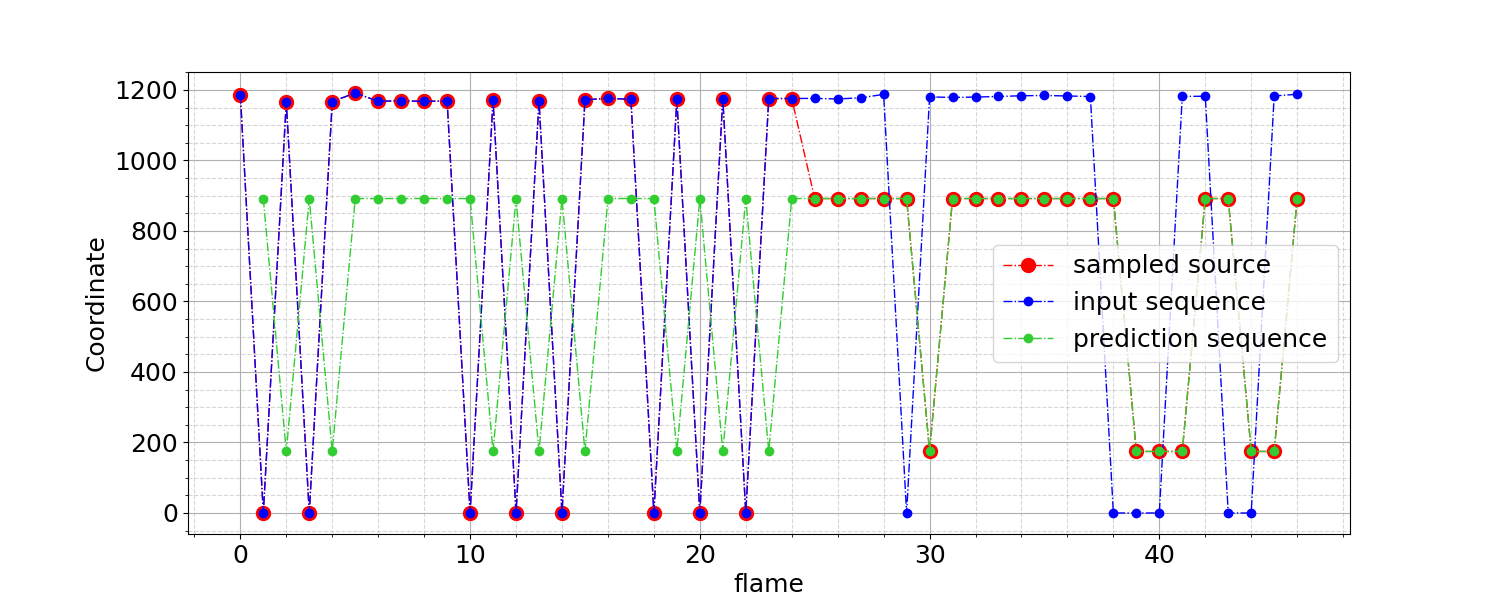 1200
1000
800
600
400
200
0
Coordinate
sampled source
input sequence
prediction sequence
0 10 20 30 40
flame